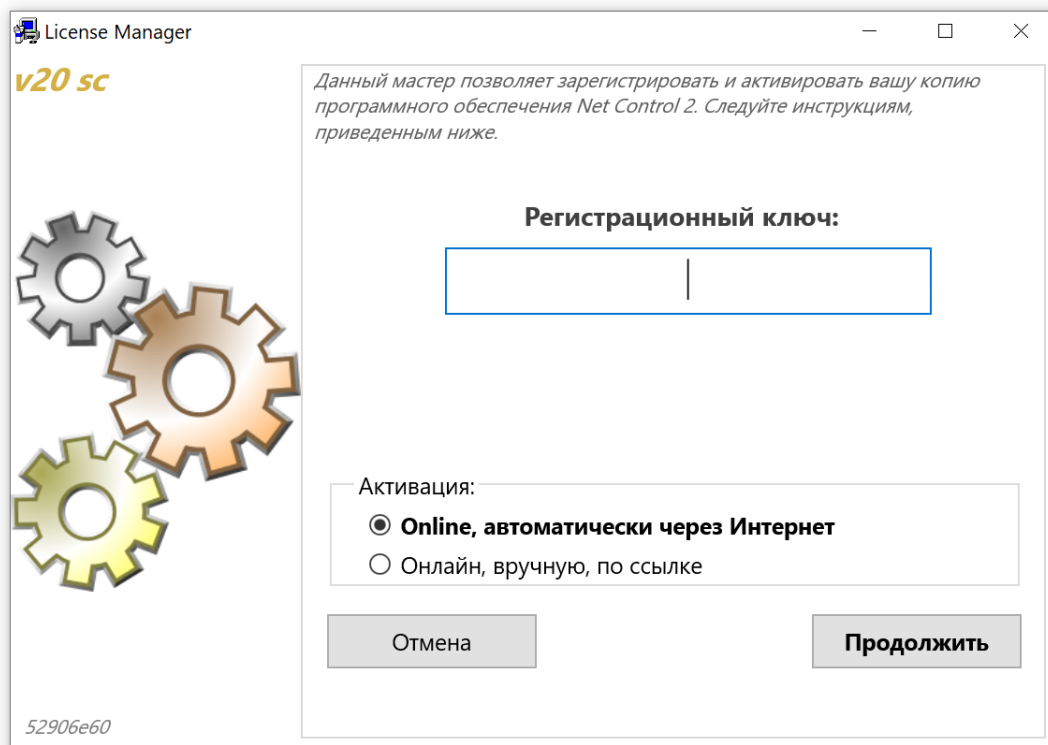 License Manager
v20 sc
Данный мастер позволяет зарегистрировать и активировать вашу копию
программного обеспечения Net Control 2. Следуйте инструкциям,
приведенным ниже.
Регистрационный ключ:
Активация:
Online, автоматически через Интернет
Онлайн, вручную, по ссылке
Отмена
Продолжить
52906e60